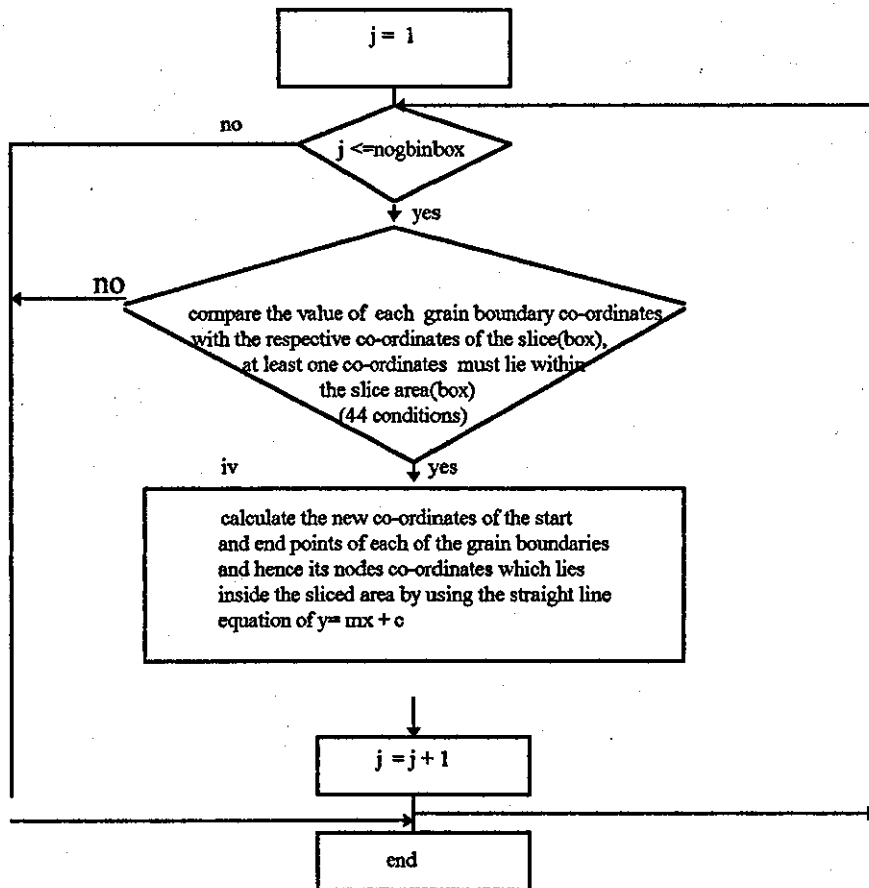 j = 1
no
j <=nogbinbox
yes
no
compare the value of each grain boundary co-ordinates
with the respective co-ordinates of the slice(box),
at least one co-ordinates must lie within
the slice area(box)
(44 conditions)
iv
yes
calculate the new co-ordinates of the start
and end points of each of the grain boundaries
and hence its nodes co-ordinates which lies
inside the sliced area by using the straight line
equation of y= mx + c
j = j + 1
end